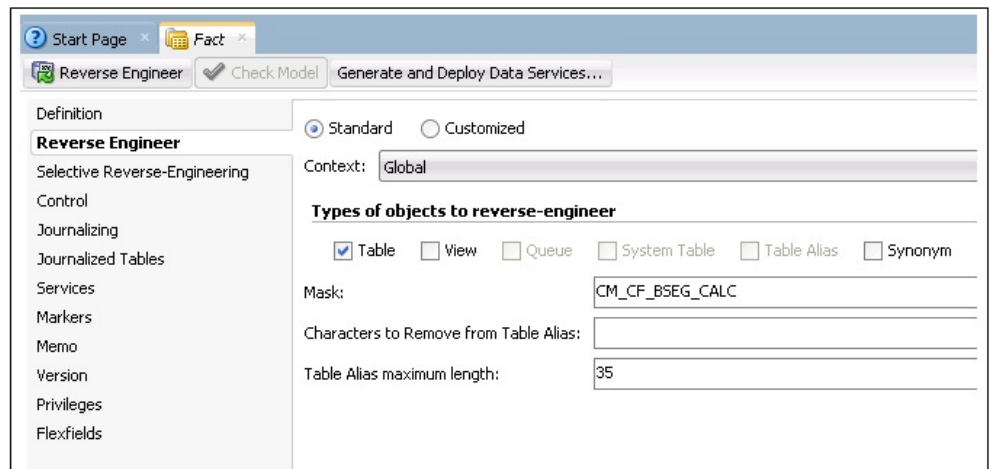 Start Page Fact
Reverse Engineer Check Model Generate and Deploy Data Services...
Definition
Reverse Engineer
Selective Reverse-Engineering
Control
Journalizing
Journalized Tables
Services
Markers
Memo
Version
Privileges
Flexfields
Standard Customized
Context: Global
Types of objects to reverse-engineer
Table View Queue System Table Table Alias Synonym
Mask: CM_CF_BSEG_CALC
Characters to Remove from Table Alias:
Table Alias maximum length: 35